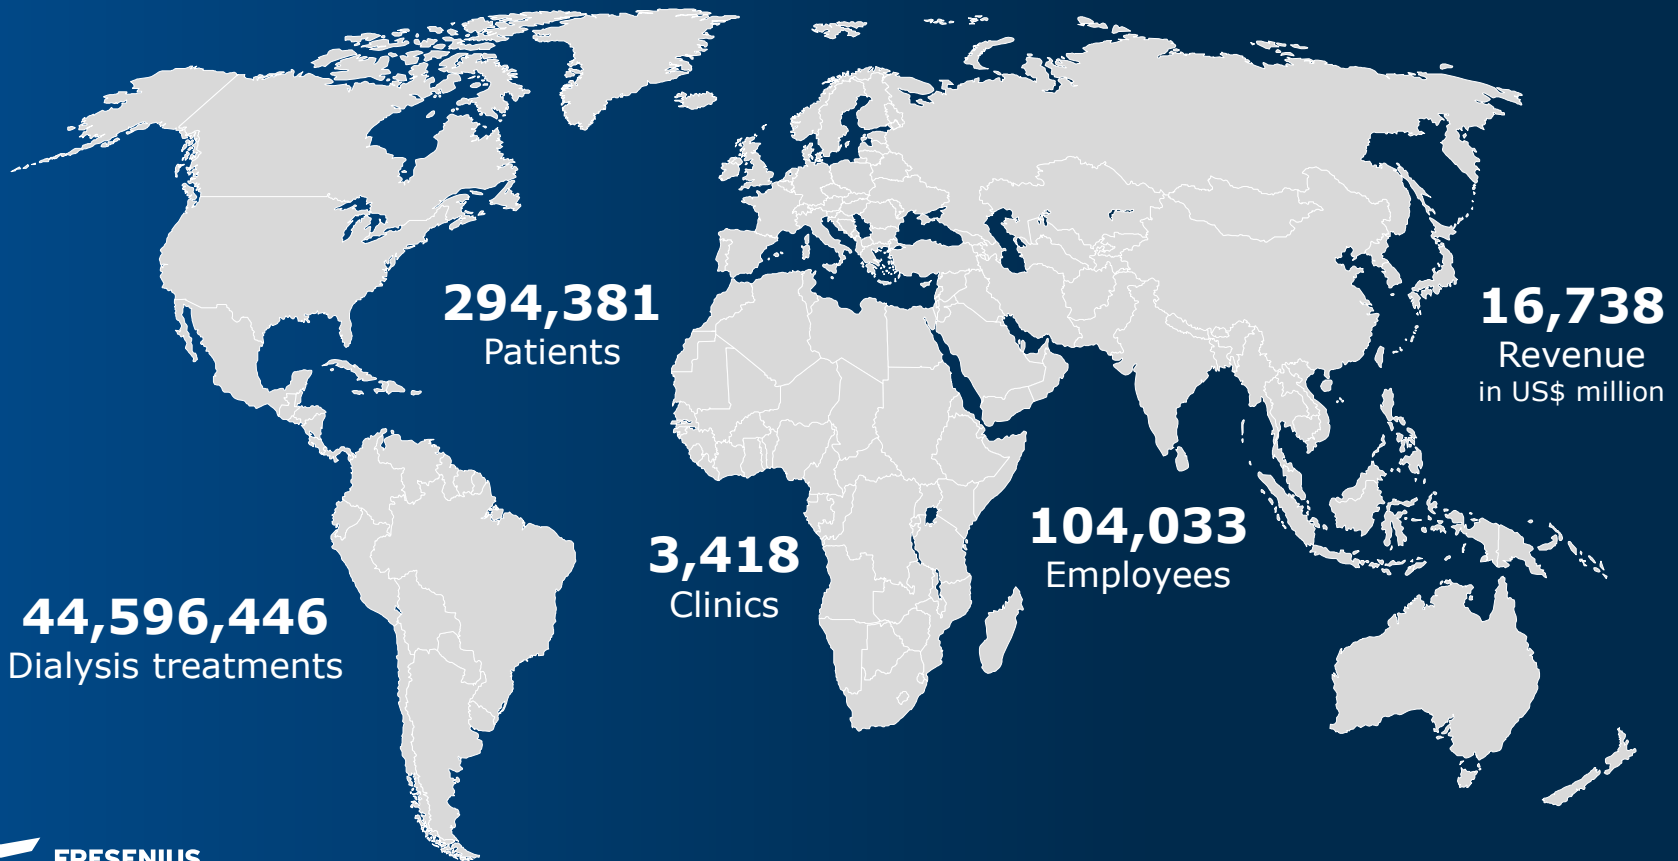 294,381
Patients
16,738
Revenue
in US$ million
3,418
Clinics
104,033
Employees
44,596,446
Dialysis treatments
FRESENIUS